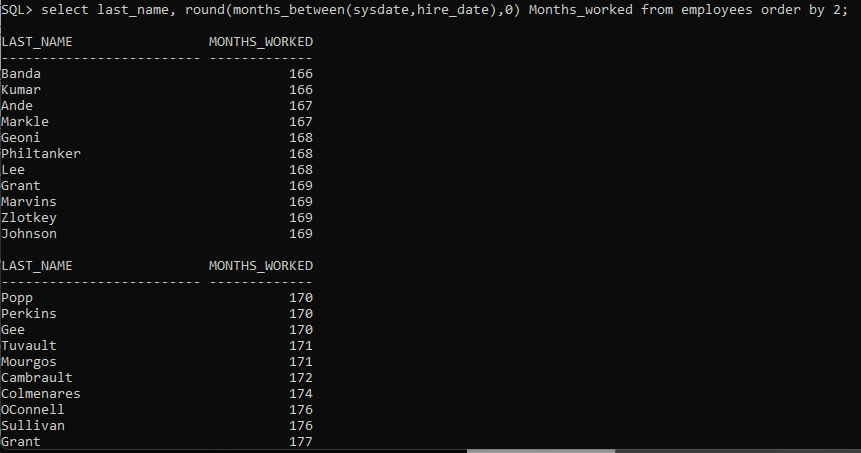 SQL> select last_name, round(months_between(sysdate,hire_date),0) Months_worked from employees order by 2;
LAST_NAME                 MONTHS_WORKED
------------------------- -------------
Banda                               166
Kumar                               166
Ande                                167
Markle                              167
Geoni                               168
Philtanker                          168
Lee                                 168
Grant                               169
Marvins                             169
Zlotkey                             169
Johnson                             169
LAST_NAME                 MONTHS_WORKED
------------------------- -------------
Popp                                170
Perkins                             170
Gee                                 170
Tuvault                             171
Mourgos                             171
Cambrault                           172
Colmenares                          174
OConnell                            176
Sullivan                            176
Grant                               177